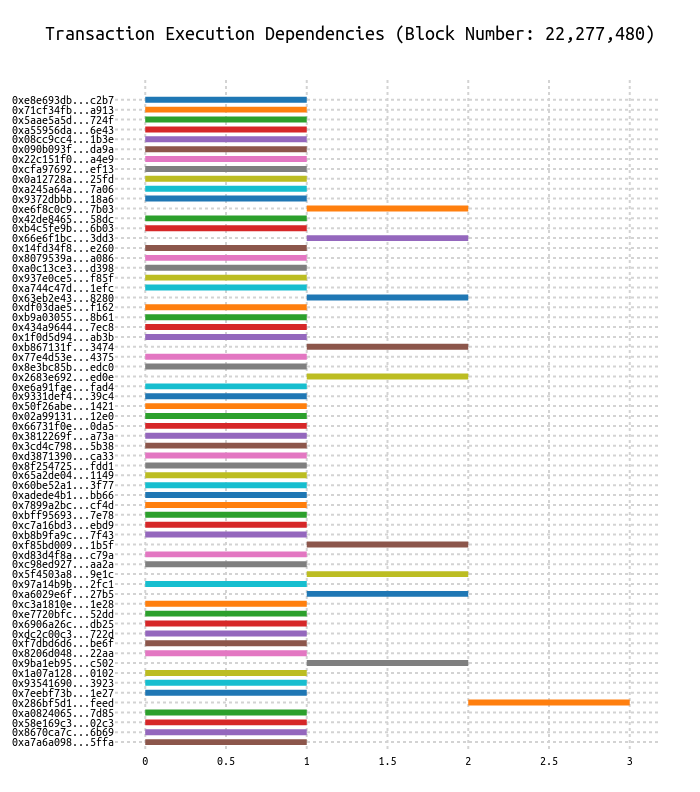 Transaction Execution Dependencies (Block Number: 22,277,480)
0xe8e693db...c2b7
0x71cf34fb...a913
0x5aae5a5d...724f
0xa55956da...6e43
0x08cc9cc4...1b3e
0x090b093f...da9a
0x22c151f0...a4e9
0xcfa97692...ef13
0x0a12728a...25fd
0xa245a64a...7a06
0x9372dbbb...18a6
0xe6f8c0c9...7b03
0x42de8465...58dc
0xb4c5fe9b...6b03
0x66e6f1bc...3dd3
0x14fd34f8...e260
0x8079539a...a086
0xa0c13ce3...d398
0x937e0ce5...f85f
0xa744c47d...1efc
0x63eb2e43...8280
0xdf03dae5...f162
0xb9a03055...8b61
0x434a9644...7ec8
0x1f0d5d94...ab3b
0xb867131f...3474
0x77e4d53e...4375
0x8e3bc85b...edc0
0x2683e692...ed0e
0xe6a91fae...fad4
0x9331def4...39c4
0x50f26abe...1421
0x02a99131...12e0
0x66731f0e...0da5
0x3812269f...a73a
0x3cd4c798...5b38
0xd3871390...ca33
0x8f254725...fdd1
0x65a2de04...1149
0x60be52a1...3f77
0xadede4b1...bb66
0x7899a2bc...cf4d
0xbff95693...7e78
0xc7a16bd3...ebd9
0xb8b9fa9c...7f43
0xf85bd009...1b5f
0xd83d4f8a...c79a
0xc98ed927...aa2a
0x5f4503a8...9e1c
0x97a14b9b...2fc1
0xa6029e6f...27b5
0xc3a1810e...1e28
0xe7720bfc...52dd
0x6906a26c...db25
0xdc2c00c3...722d
0xf7dbd6d6...be6f
0x8206d048...22aa
0x9ba1eb95...c502
0x1a07a128...0102
0x93541690...3923
0x7eebf73b...1e27
0x286bf5d1...feed
0xa0824065...7d85
0x58e169c3...02c3
0x8670ca7c...6b69
0xa7a6a098...5ffa
0 0.5 1 1.5 2 2.5 3